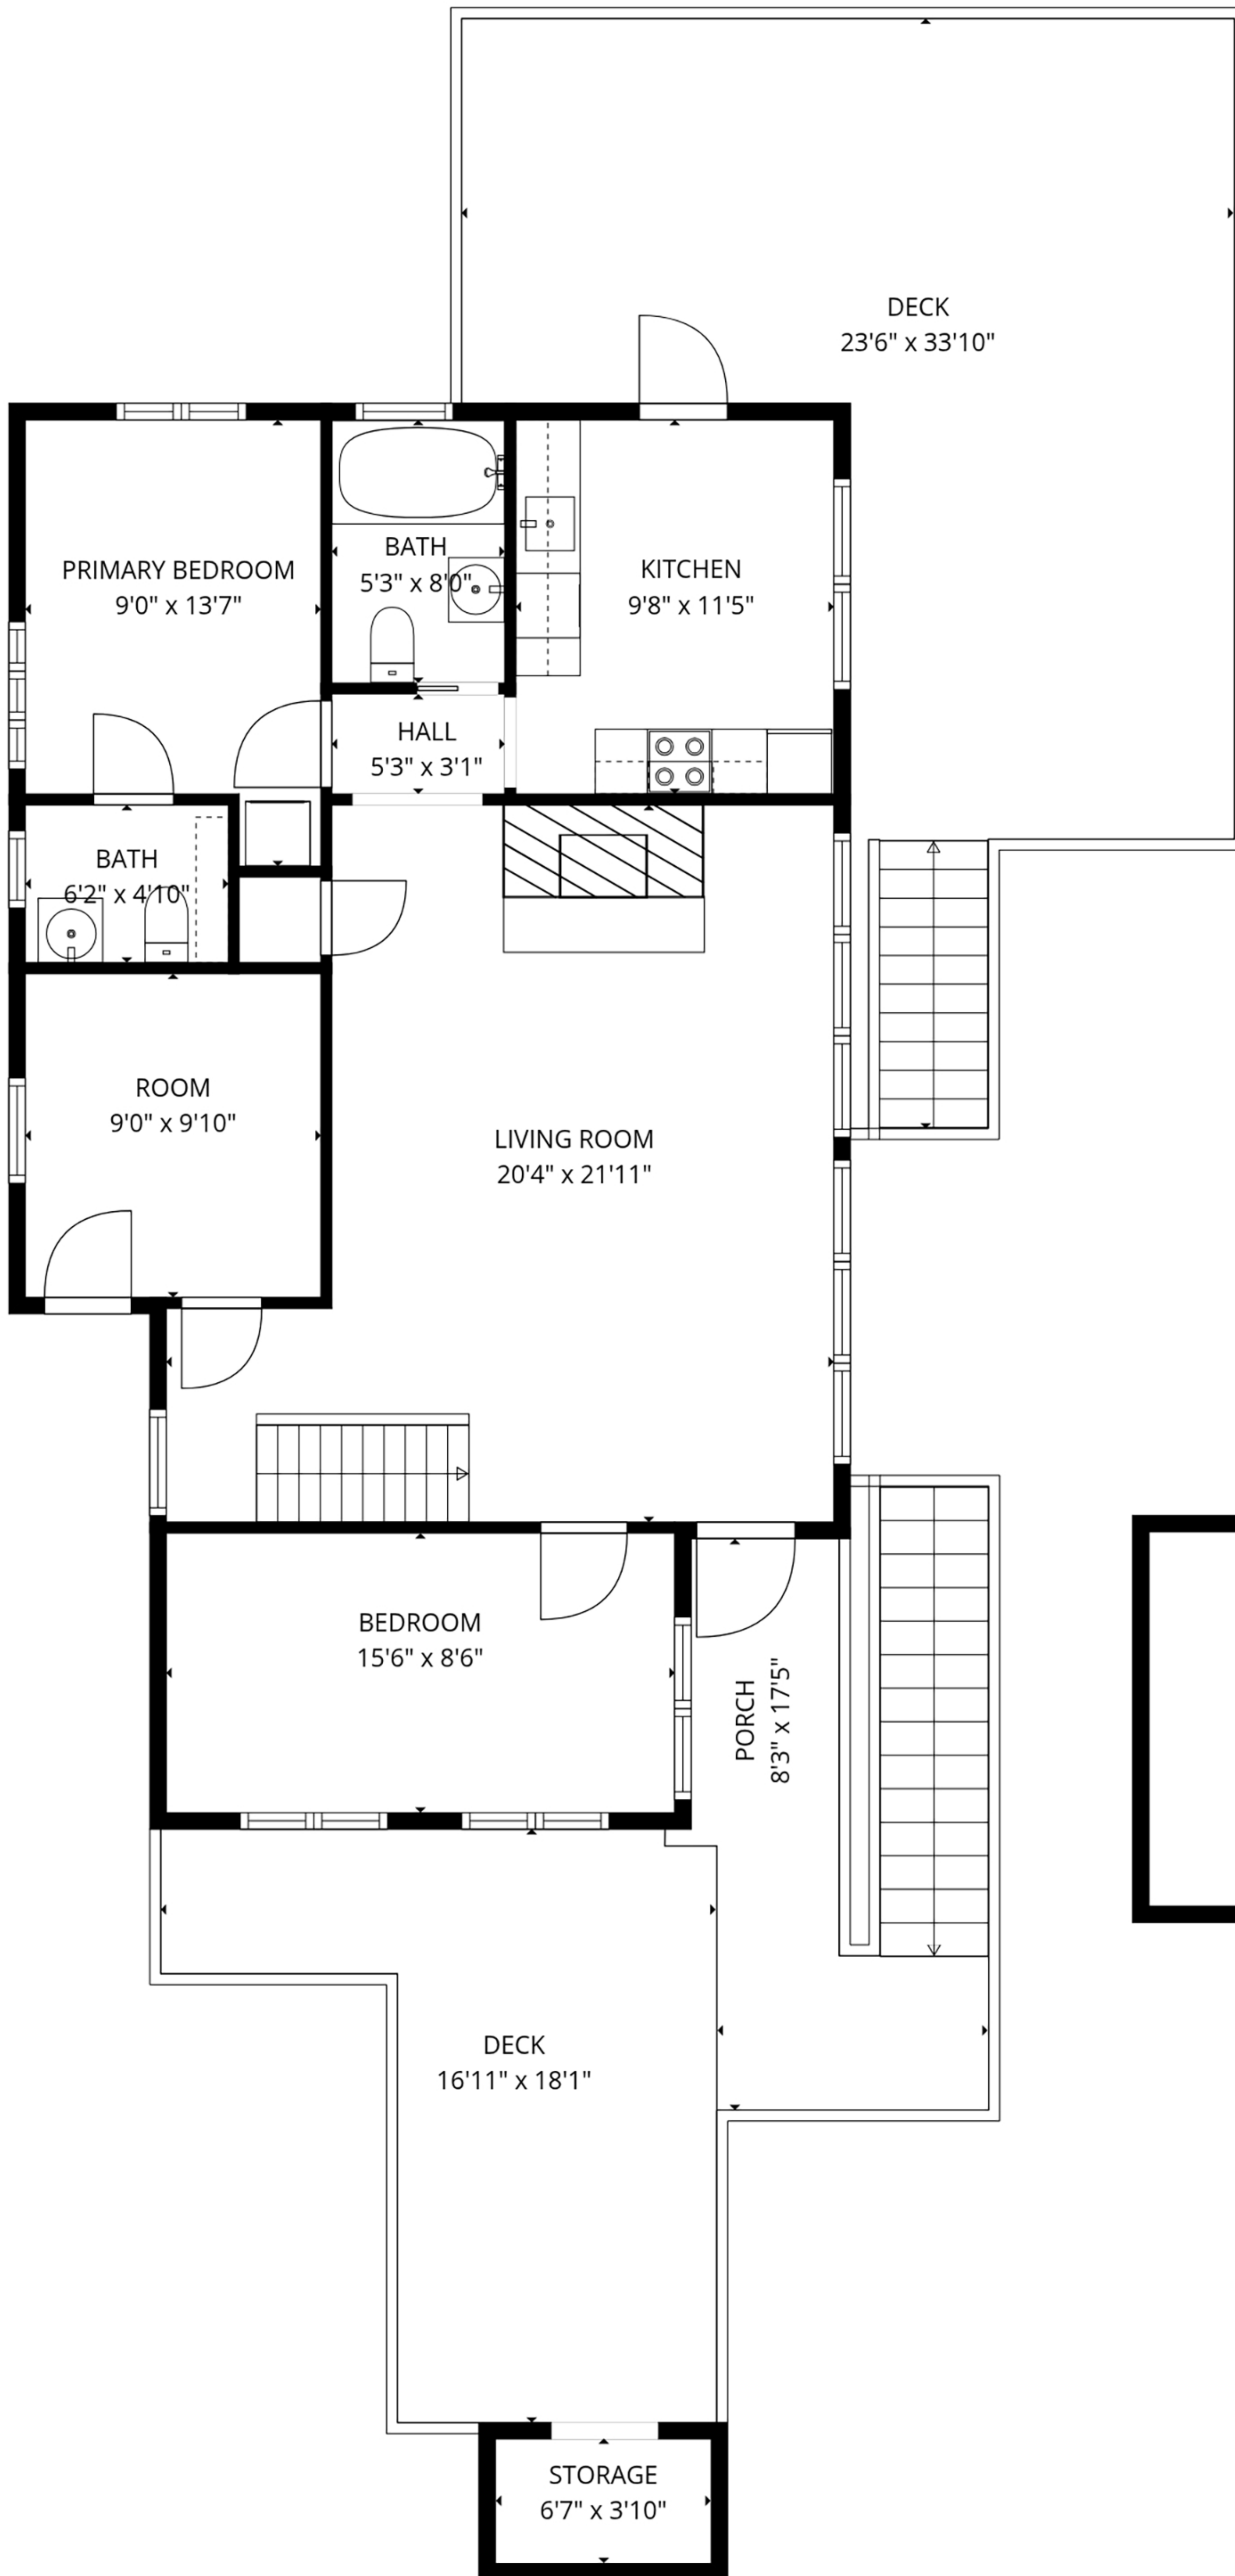 DECK
23'6" x 33'10"
PRIMARY BEDROOM
9'0" x 13'7"
BATH
5'3" x 8'0"
KITCHEN
9'8" x 11'5"
HALL
5'3" x 3'1"
BATH
6'2" x 4'10"
ROOM
9'0" x 9'10"
LIVING ROOM
20'4" x 21'11"
BEDROOM
15'6" x 8'6"
PORCH
8'3" x 17'5"
DECK
16'11" x 18'1"
STORAGE
6'7" x 3'10"